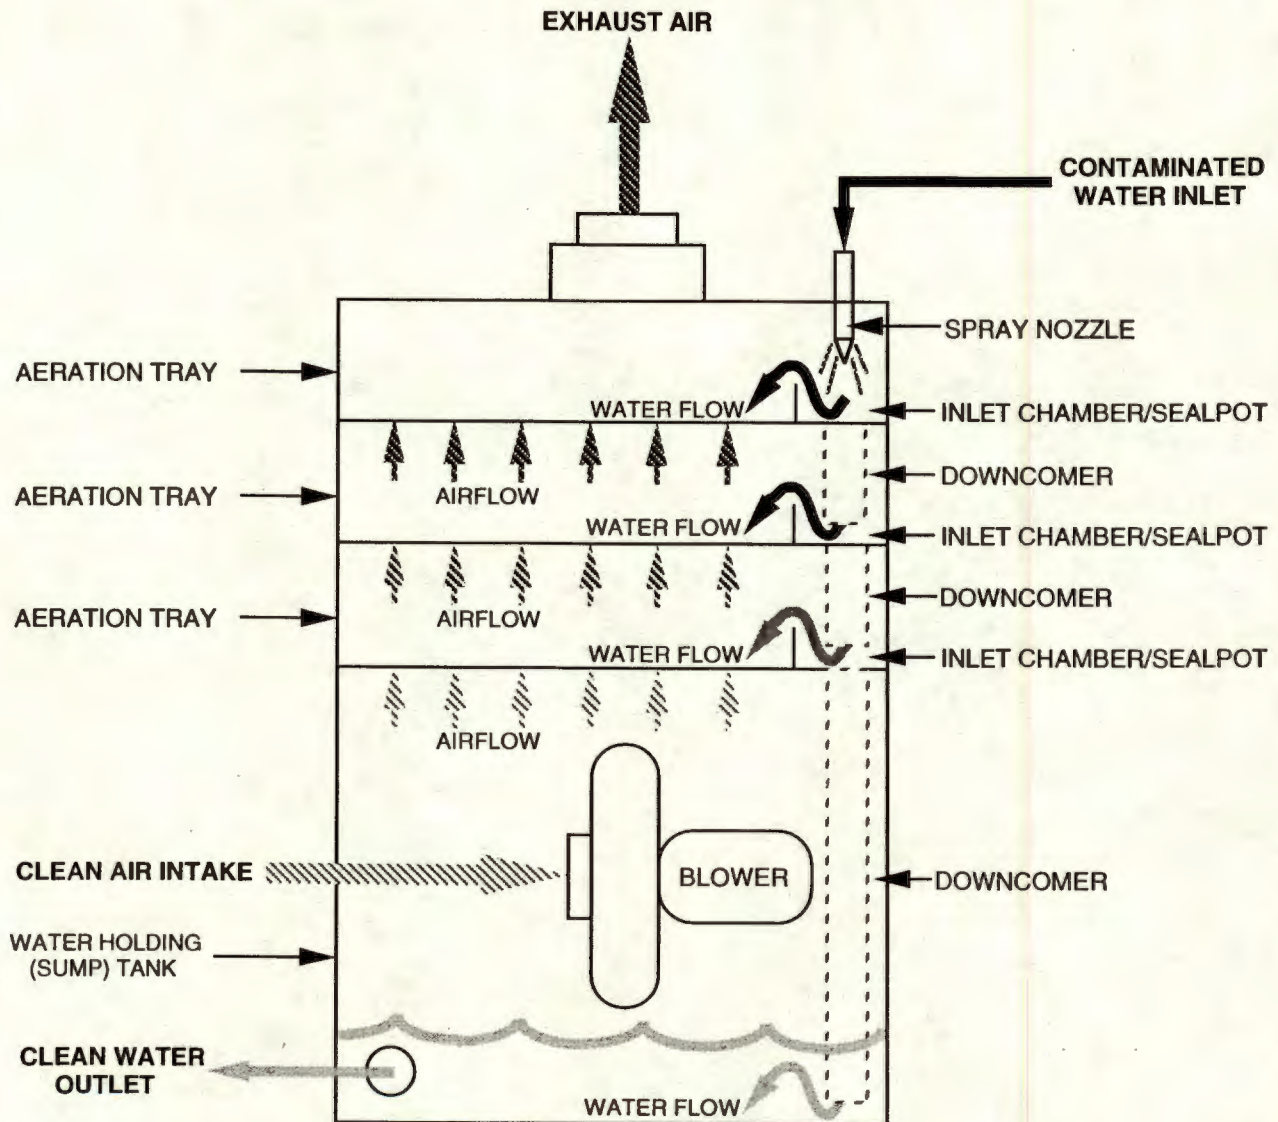 EXHAUST AIR
CONTAMINATED
WATER INLET
SPRAY NOZZLE
AERATION TRAY
WATER FLOW
INLET CHAMBER/SEALPOT
DOWNCOMER
AERATION TRAY
AIRFLOW
WATER FLOW
INLET CHAMBER/SEALPOT
DOWNCOMER
AERATION TRAY
AIRFLOW
WATER FLOW
INLET CHAMBER/SEALPOT
AIRFLOW
CLEAN AIR INTAKE
BLOWER
DOWNCOMER
WATER HOLDING
(SUMP) TANK
CLEAN WATER
OUTLET
WATER FLOW